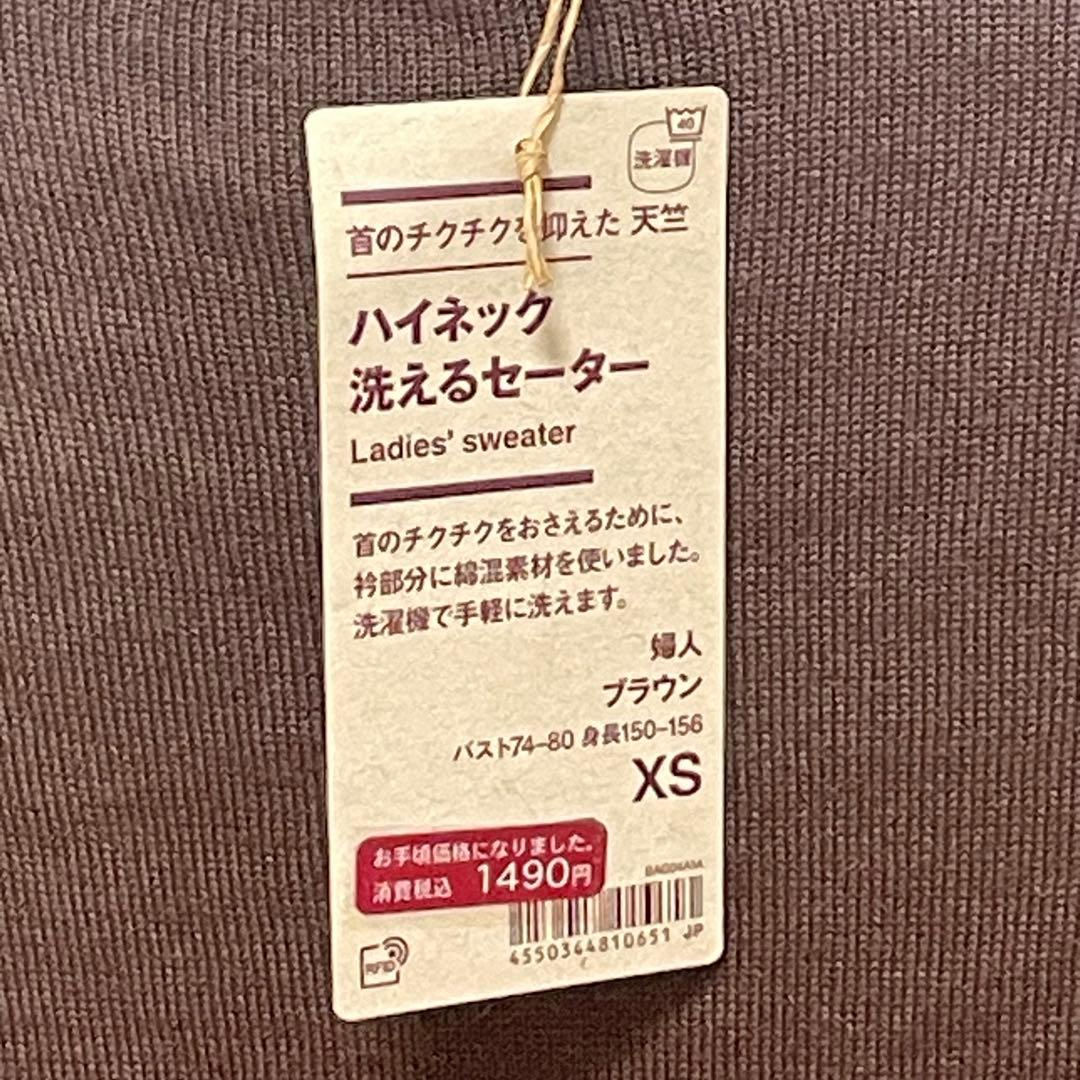 40
洗濯機
首のチクチクを抑えた 天竺
ハイネック
洗えるセーター
Ladies' sweater
首のチクチクをおさえるために、
衿部分に綿混素材を使いました。
洗濯機で手軽に洗えます。
婦人
ブラウン
バスト74-80 身長150-156
XS
お手頃価格になりました。
消費税込 1490円
4550344810651 JP
RFID